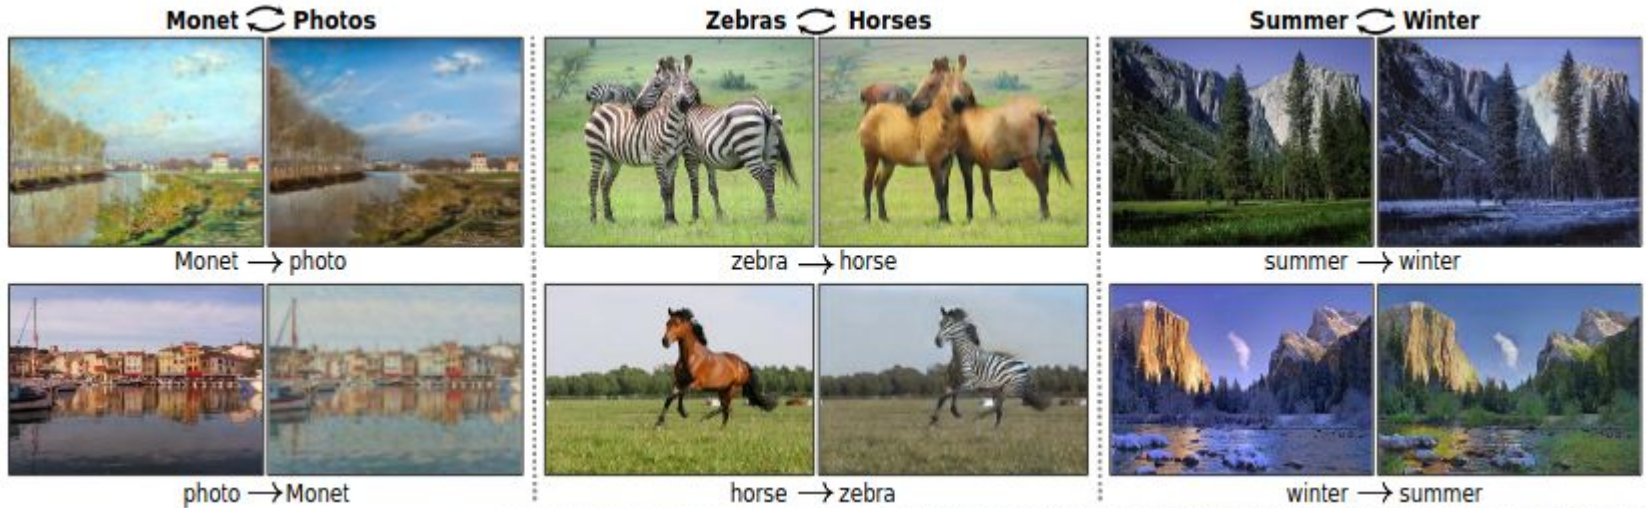 Monet ⇄ Photos
Zebras ⇄ Horses
Summer ⇄ Winter
Monet → photo
zebra → horse
summer → winter
photo → Monet
horse → zebra
winter → summer